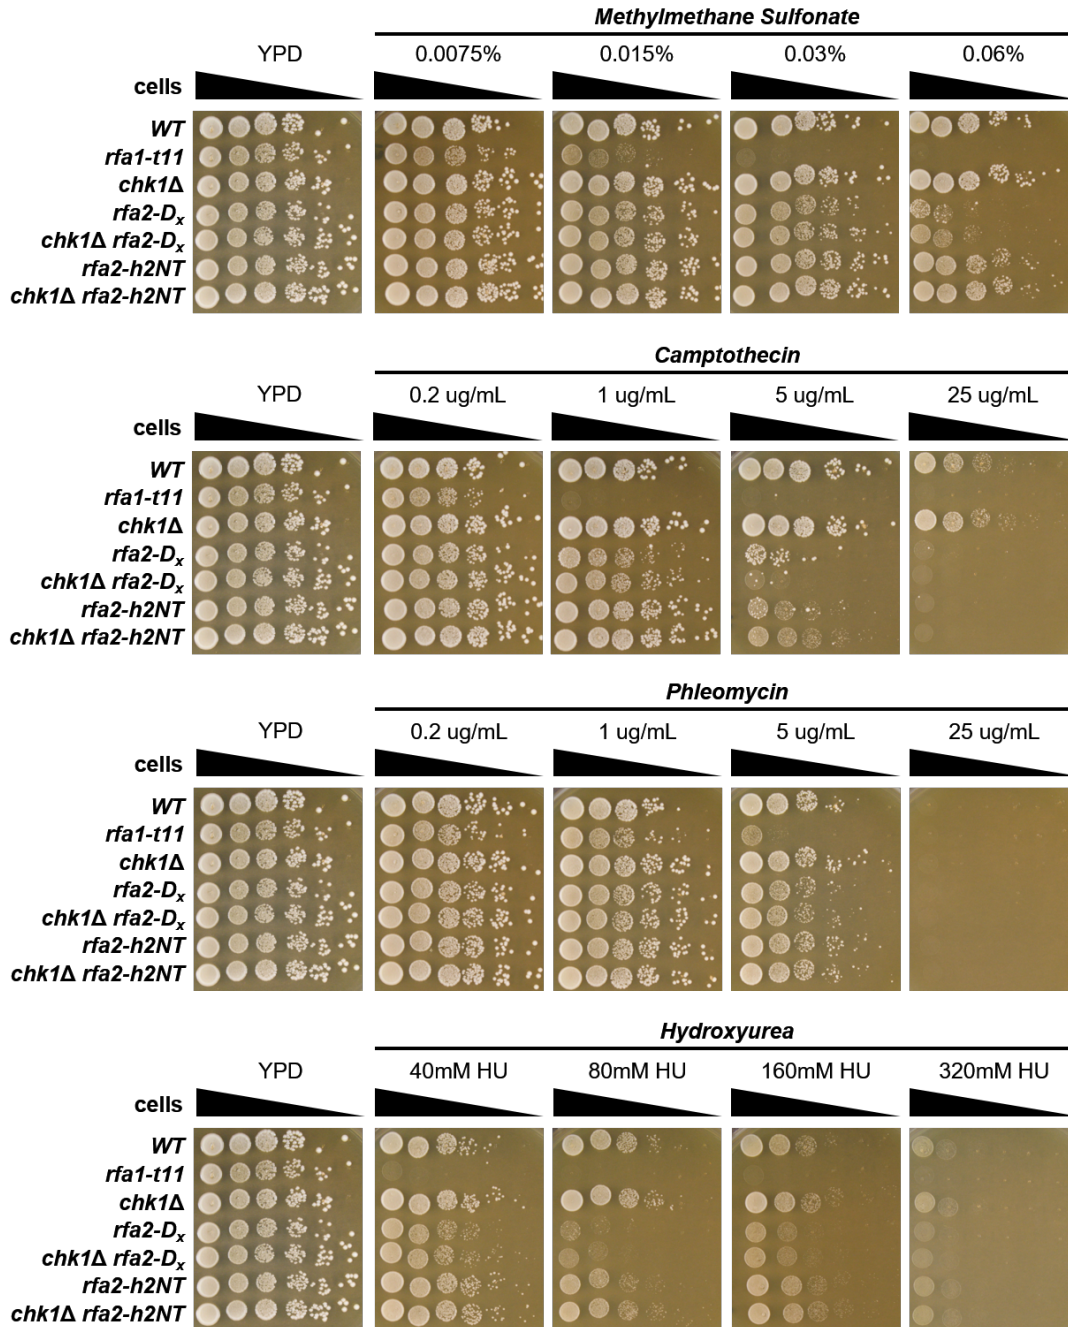 Methylmethane Sulfonate
YPD 0.0075% 0.015% 0.03% 0.06%
cells
WT
rfa1-t11
chk1Δ
rfa2-Dx
chk1Δ rfa2-Dx
rfa2-h2NT
chk1Δ rfa2-h2NT
Camptothecin
YPD 0.2 ug/mL 1 ug/mL 5 ug/mL 25 ug/mL
cells
WT
rfa1-t11
chk1Δ
rfa2-Dx
chk1Δ rfa2-Dx
rfa2-h2NT
chk1Δ rfa2-h2NT
Phleomycin
YPD 0.2 ug/mL 1 ug/mL 5 ug/mL 25 ug/mL
cells
WT
rfa1-t11
chk1Δ
rfa2-Dx
chk1Δ rfa2-Dx
rfa2-h2NT
chk1Δ rfa2-h2NT
Hydroxyurea
YPD 40mM HU 80mM HU 160mM HU 320mM HU
cells
WT
rfa1-t11
chk1Δ
rfa2-Dx
chk1Δ rfa2-Dx
rfa2-h2NT
chk1Δ rfa2-h2NT